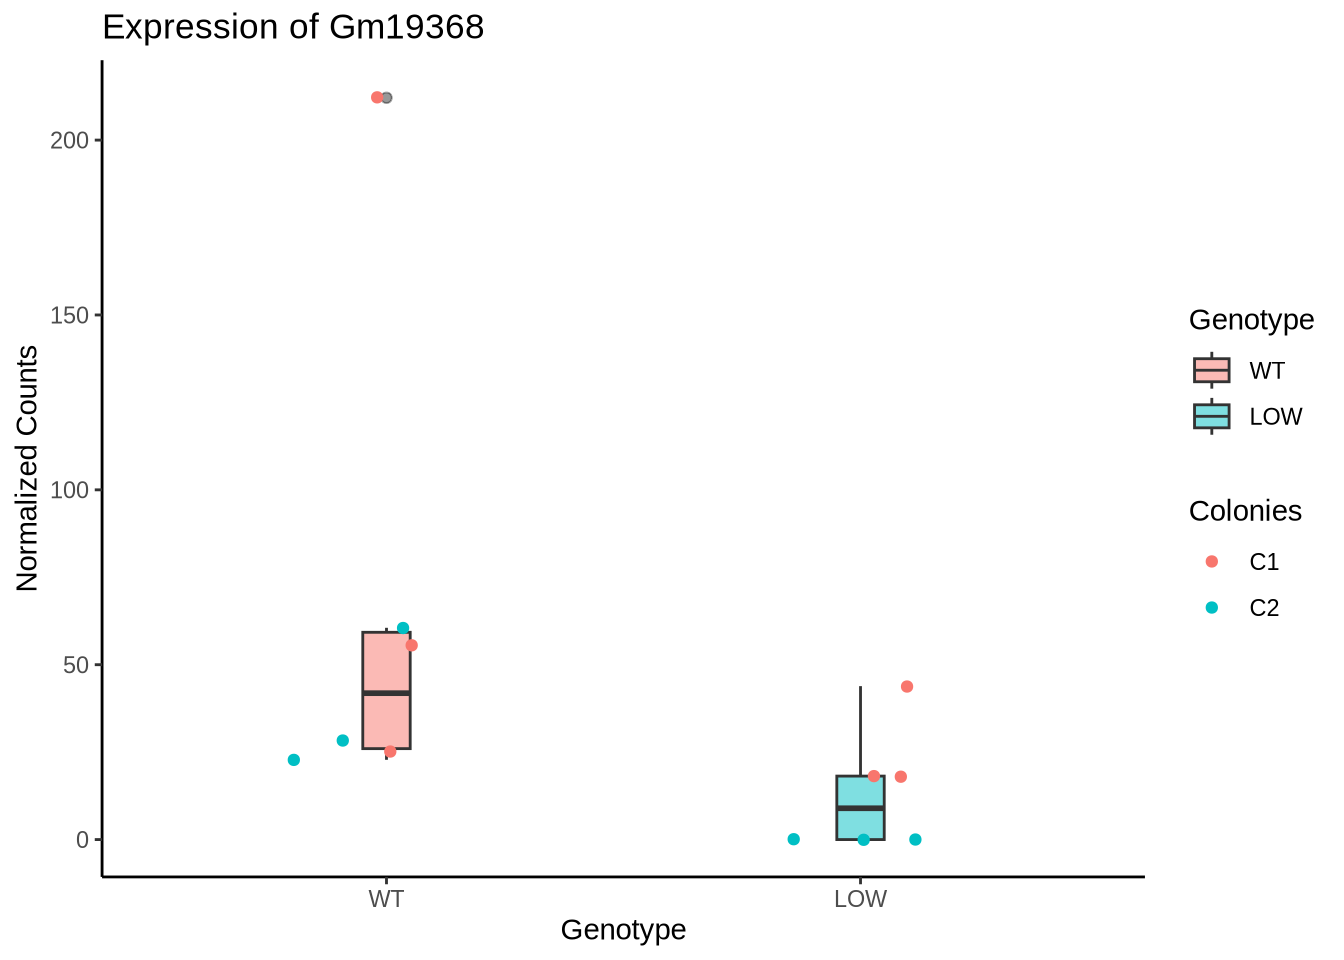 Expression of Gm19368
Normalized Counts
200
150
100
50
0
WT
LOW
Genotype
Genotype
WT
LOW
Colonies
C1
C2